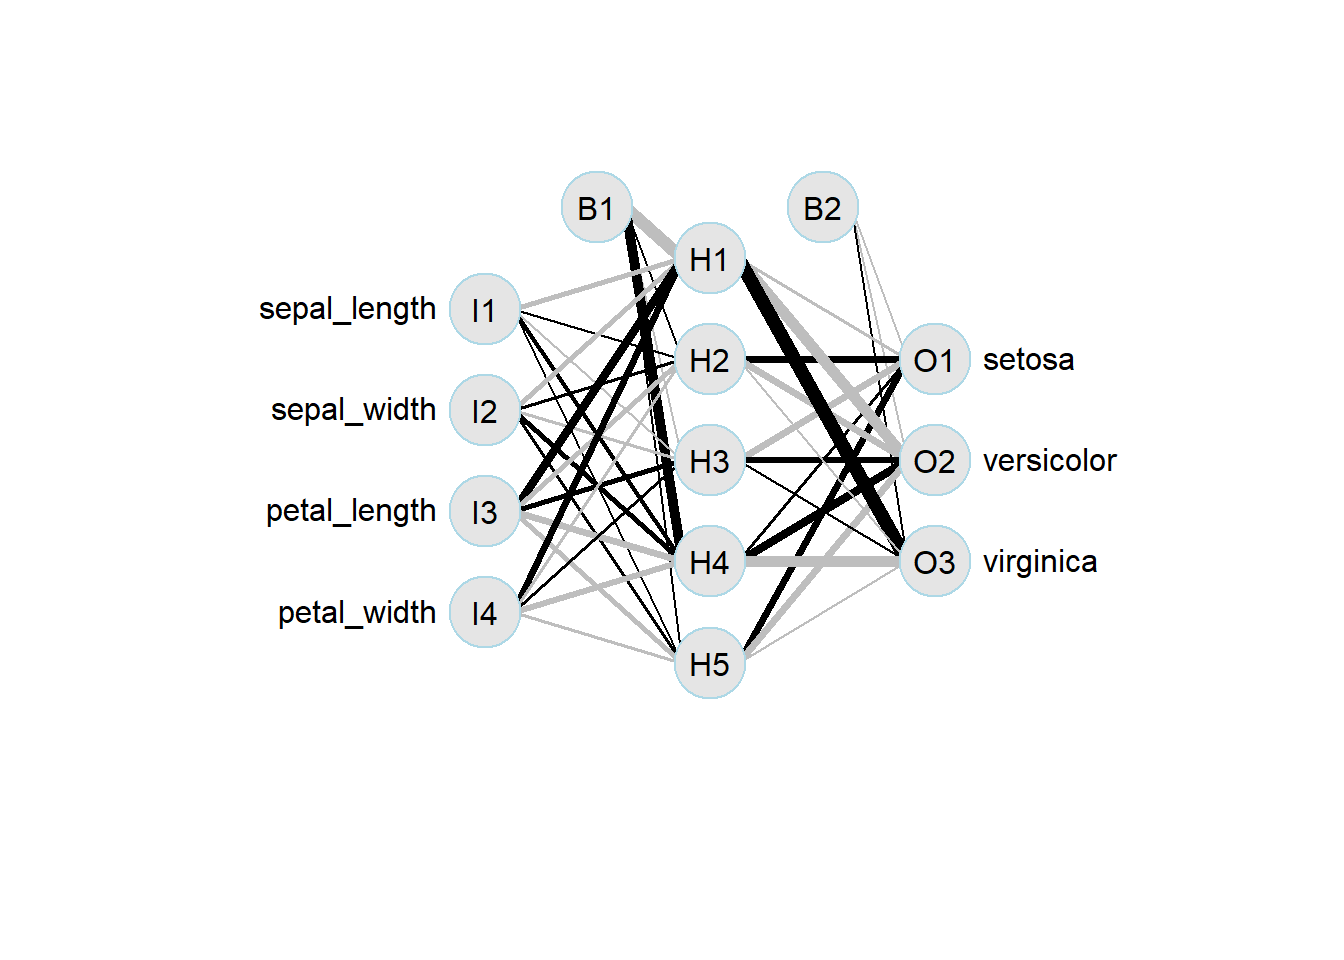 B1
B2
H1
sepal_length I1
H2
O1 setosa
sepal_width I2
H3
O2 versicolor
petal_length I3
H4
O3 virginica
petal_width I4
H5